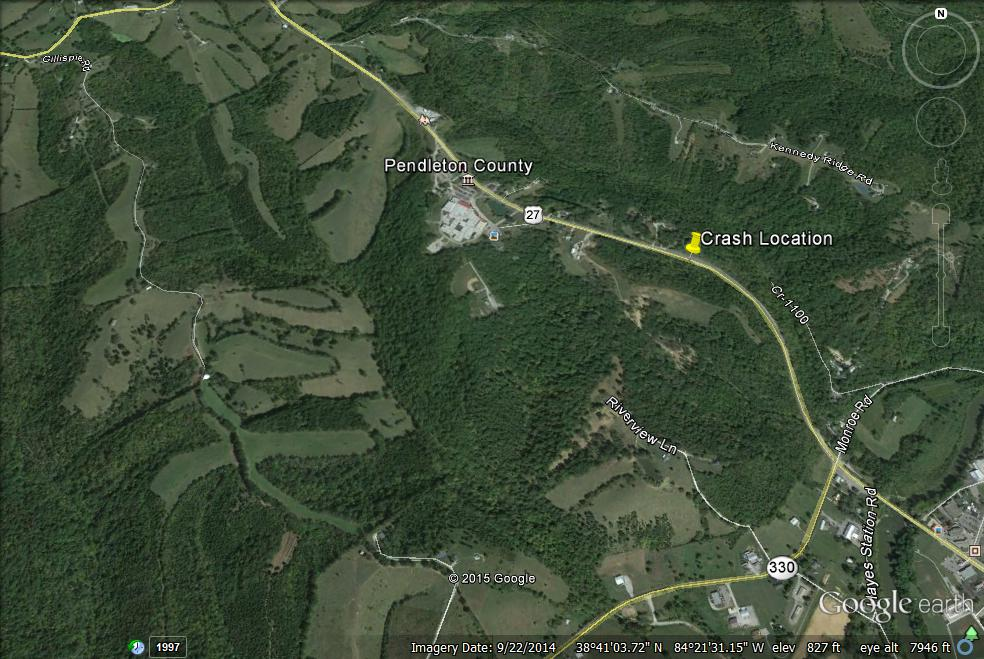 N
Gillispie Rd
Kennedy Ridge Rd
Pendleton County
27
Crash Location
Cr-1100
Riverview Ln
Monroe Rd
Hayes Station Rd
330
© 2015 Google
Google earth
1997
Imagery Date: 9/22/2014 38°41'03.72" N 84°21'31.15" W elev 827 ft eye alt 7946 ft